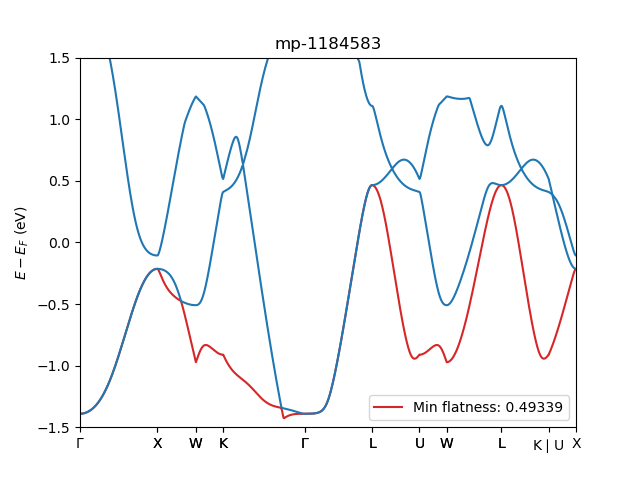 mp-1184583
1.5
1.0
0.5
0.0
−0.5
−1.0
−1.5
E − E_F (eV)
Min flatness: 0.49339
Γ X W K Γ L U W L K | U X